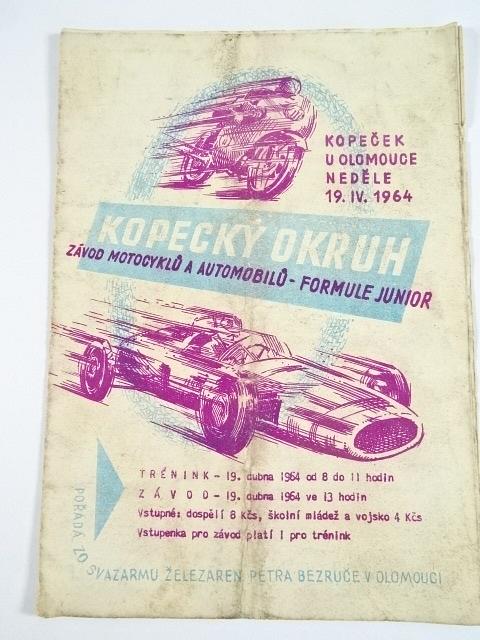 KOPEČEK
U OLOMOUCE
NEDĚLE
19. IV. 1964
KOPECKÝ OKRUH
ZÁVOD MOTOCYKLŮ A AUTOMOBILŮ - FORMULE JUNIOR
TRÉNINK - 19. dubna 1964 od 8 do 11 hodin
ZÁVOD - 19. dubna 1964 ve 13 hodin
Vstupné: dospělí 8 Kčs, školní mládež a vojsko 4 Kčs
Vstupenka pro závod platí i pro trénink
POŘÁDÁ ZO SVAZARMU ŽELEZÁREN PETRA BEZRUČE V OLOMOUCI